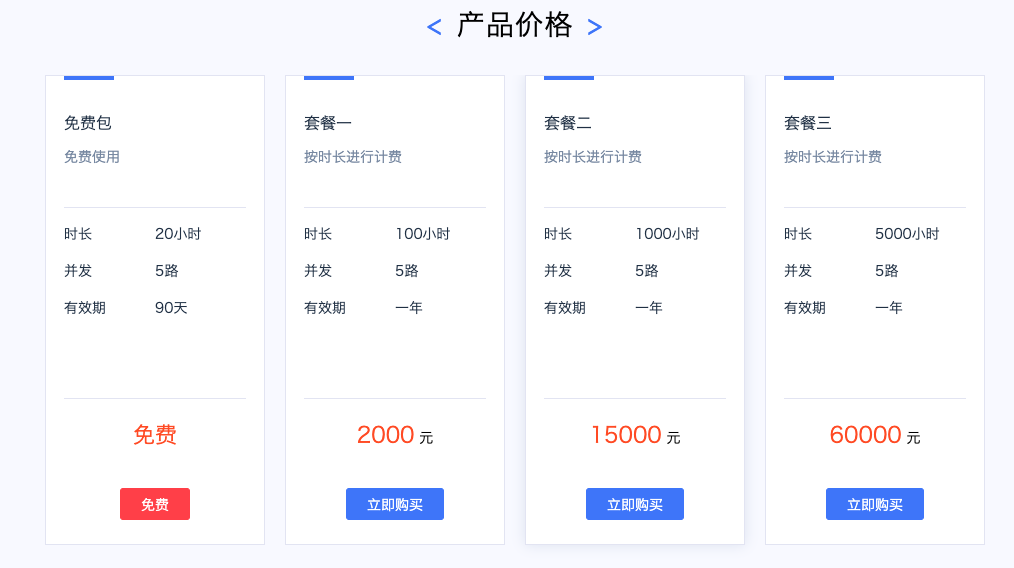 < 产品价格 >
免费包
免费使用
时长 20小时
并发 5路
有效期 90天
免费
免费
套餐一
按时长进行计费
时长 100小时
并发 5路
有效期 一年
2000 元
立即购买
套餐二
按时长进行计费
时长 1000小时
并发 5路
有效期 一年
15000 元
立即购买
套餐三
按时长进行计费
时长 5000小时
并发 5路
有效期 一年
60000 元
立即购买